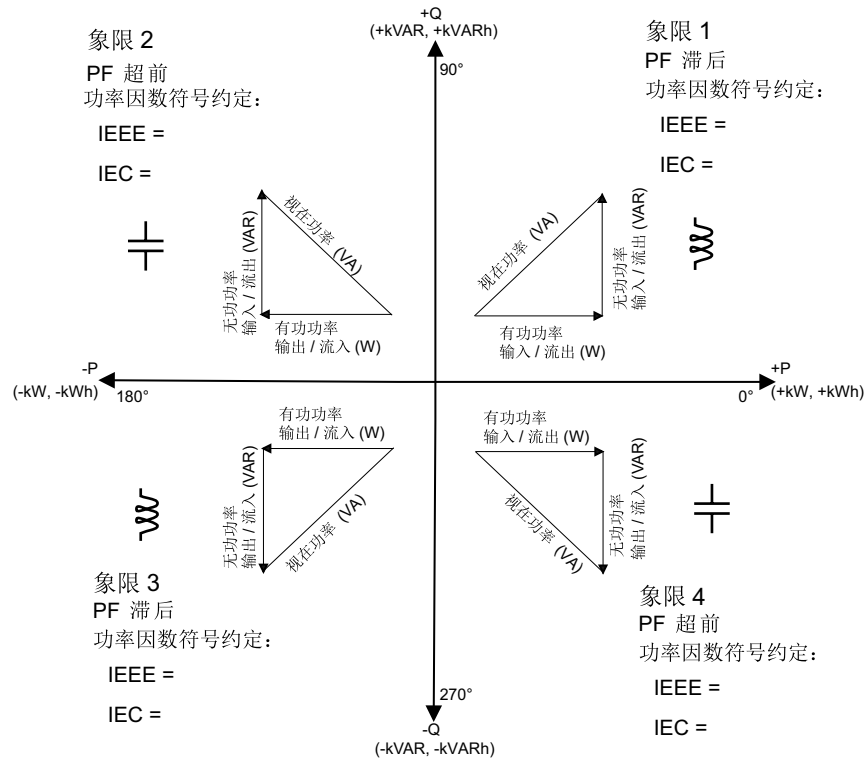 +Q
(+kVAR, +kVARh)
90°
象限 2
PF 超前
功率因数符号约定：
IEEE =
IEC =
视在功率 (VA)
无功功率
输入 / 流出 (VAR)
有功功率
输出 / 流入 (W)
象限 1
PF 滞后
功率因数符号约定：
IEEE =
IEC =
视在功率 (VA)
无功功率
输入 / 流出 (VAR)
有功功率
输入 / 流出 (W)
-P
(-kW, -kWh)
180°
0°
+P
(+kW, +kWh)
有功功率
输出 / 流入 (W)
无功功率
输出 / 流入 (VAR)
视在功率 (VA)
象限 3
PF 滞后
功率因数符号约定：
IEEE =
IEC =
有功功率
输入 / 流出 (W)
视在功率 (VA)
无功功率
输出 / 流入 (VAR)
象限 4
PF 超前
功率因数符号约定：
IEEE =
IEC =
270°
-Q
(-kVAR, -kVARh)